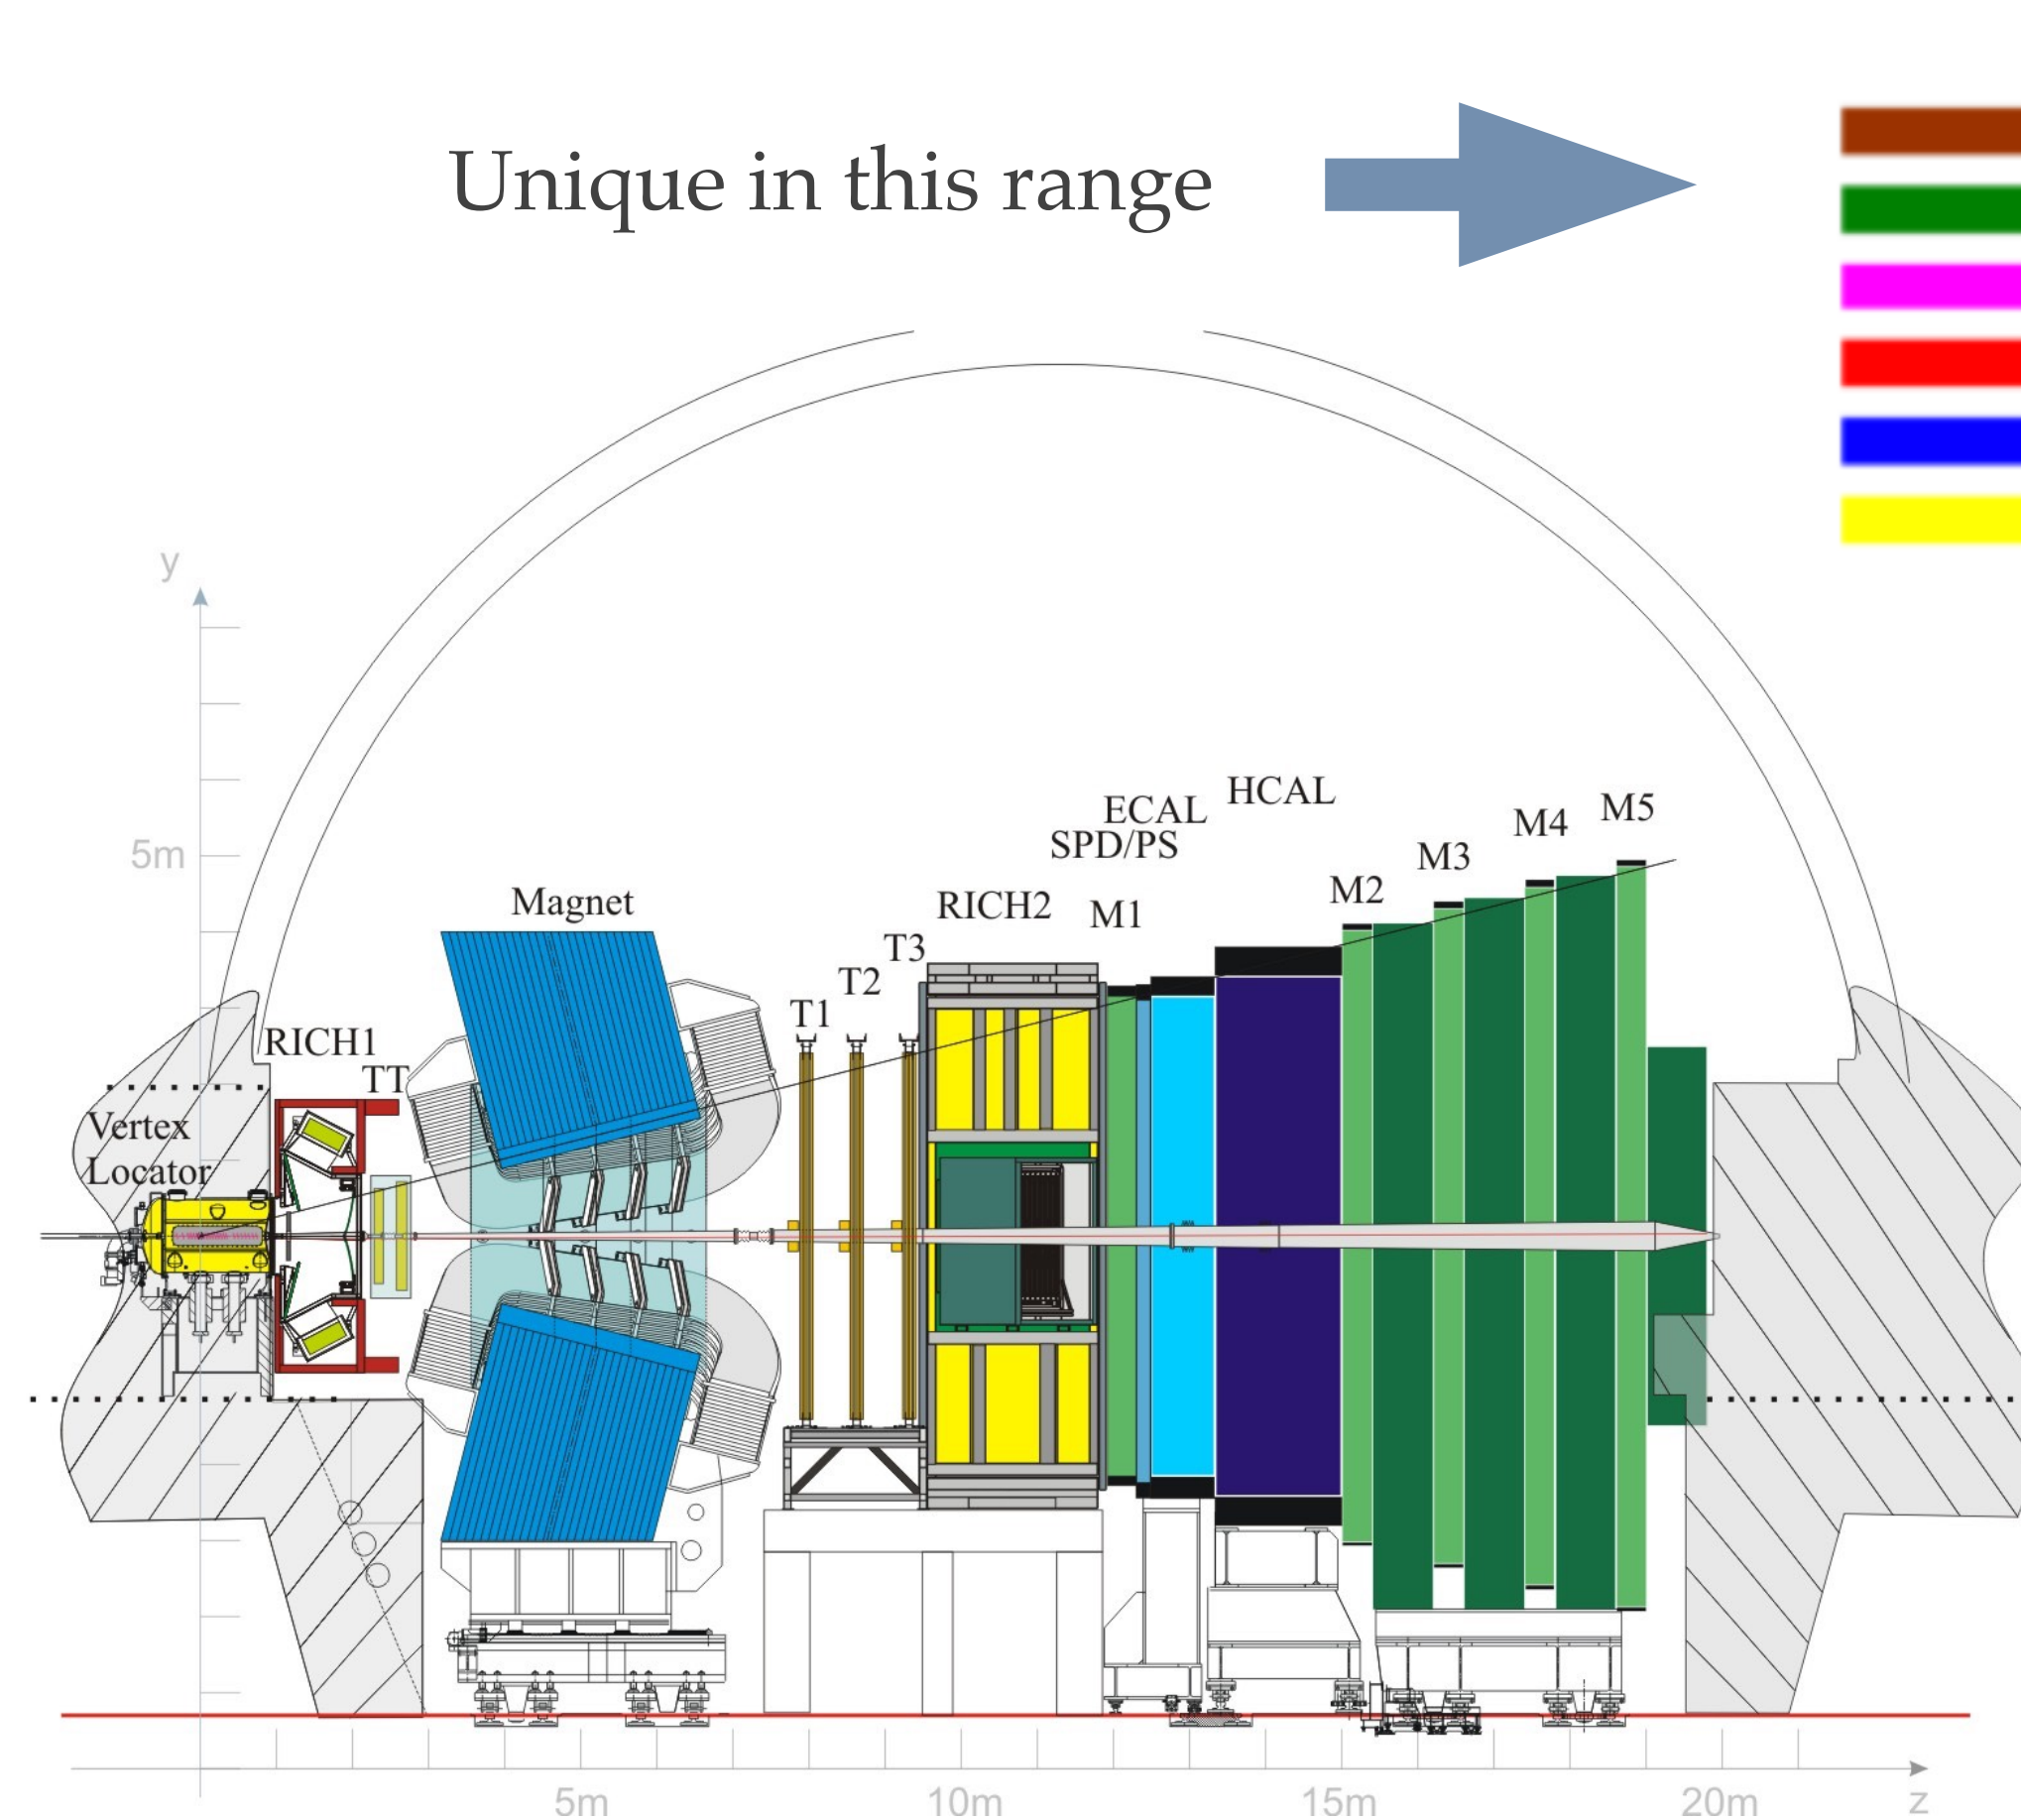 Unique in this range
y
5m
HCAL
ECAL
SPD/PS
M5
M4
M3
M2
M1
RICH2
Magnet
T3
T2
T1
RICH1
TT
Vertex
Locator
5m
10m
15m
20m
z